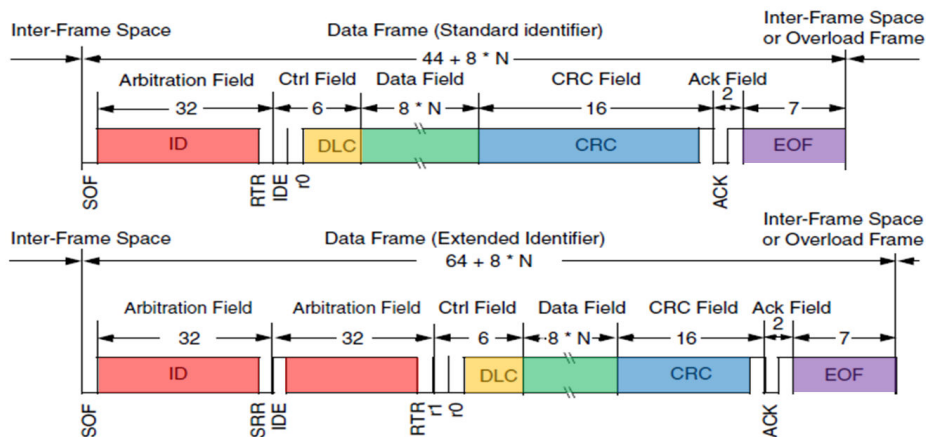 Inter-Frame Space
Data Frame (Standard identifier)
Inter-Frame Space
or Overload Frame
44 + 8 * N
Arbitration Field
Ctrl Field
Data Field
CRC Field
Ack Field
32
6
8 * N
16
2
7
ID
DLC
CRC
EOF
SOF
RTR
IDE
r0
ACK
Inter-Frame Space
Data Frame (Extended Identifier)
Inter-Frame Space
or Overload Frame
64 + 8 * N
Arbitration Field
Arbitration Field
Ctrl Field
Data Field
CRC Field
Ack Field
32
32
6
8 * N
16
2
7
ID
DLC
CRC
EOF
SOF
SRR
IDE
RTR
r1
r0
ACK